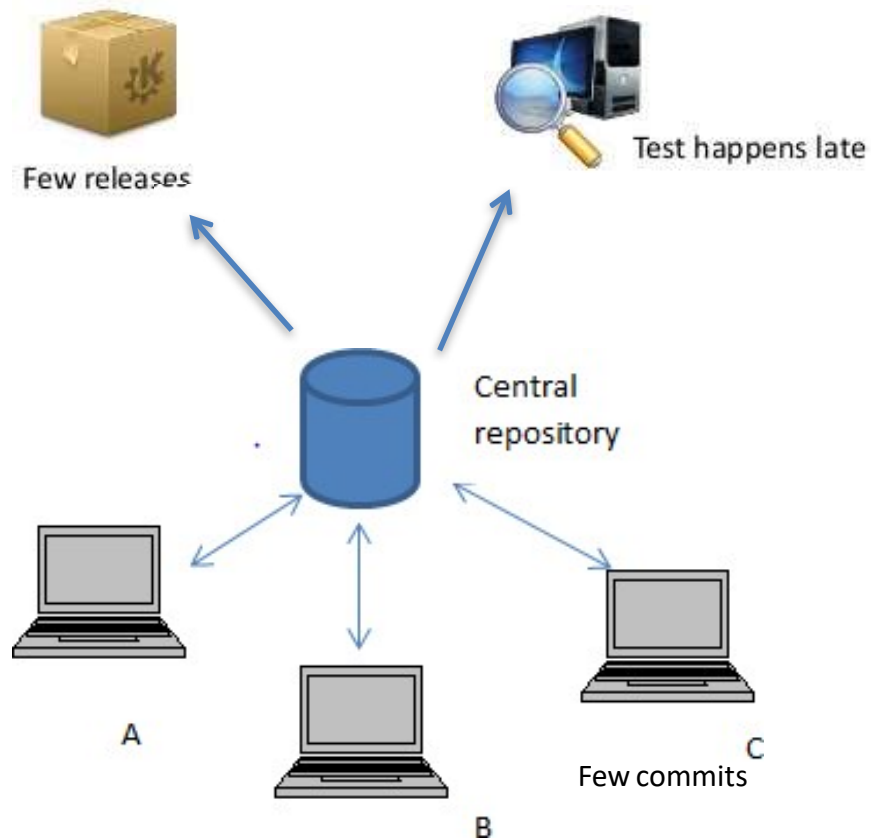 Few releases
Test happens late
Central
repository
A
C
Few commits
B